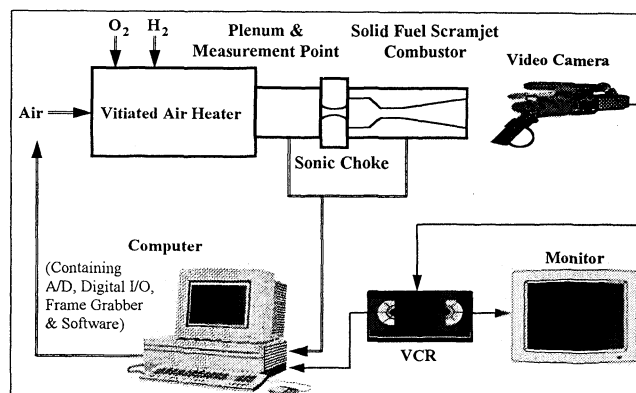 O2 H2
Plenum &
Measurement Point
Solid Fuel Scramjet
Combustor
Video Camera
Air
Vitiated Air Heater
Sonic Choke
Computer
(Containing
A/D, Digital I/O,
Frame Grabber
& Software)
Monitor
VCR